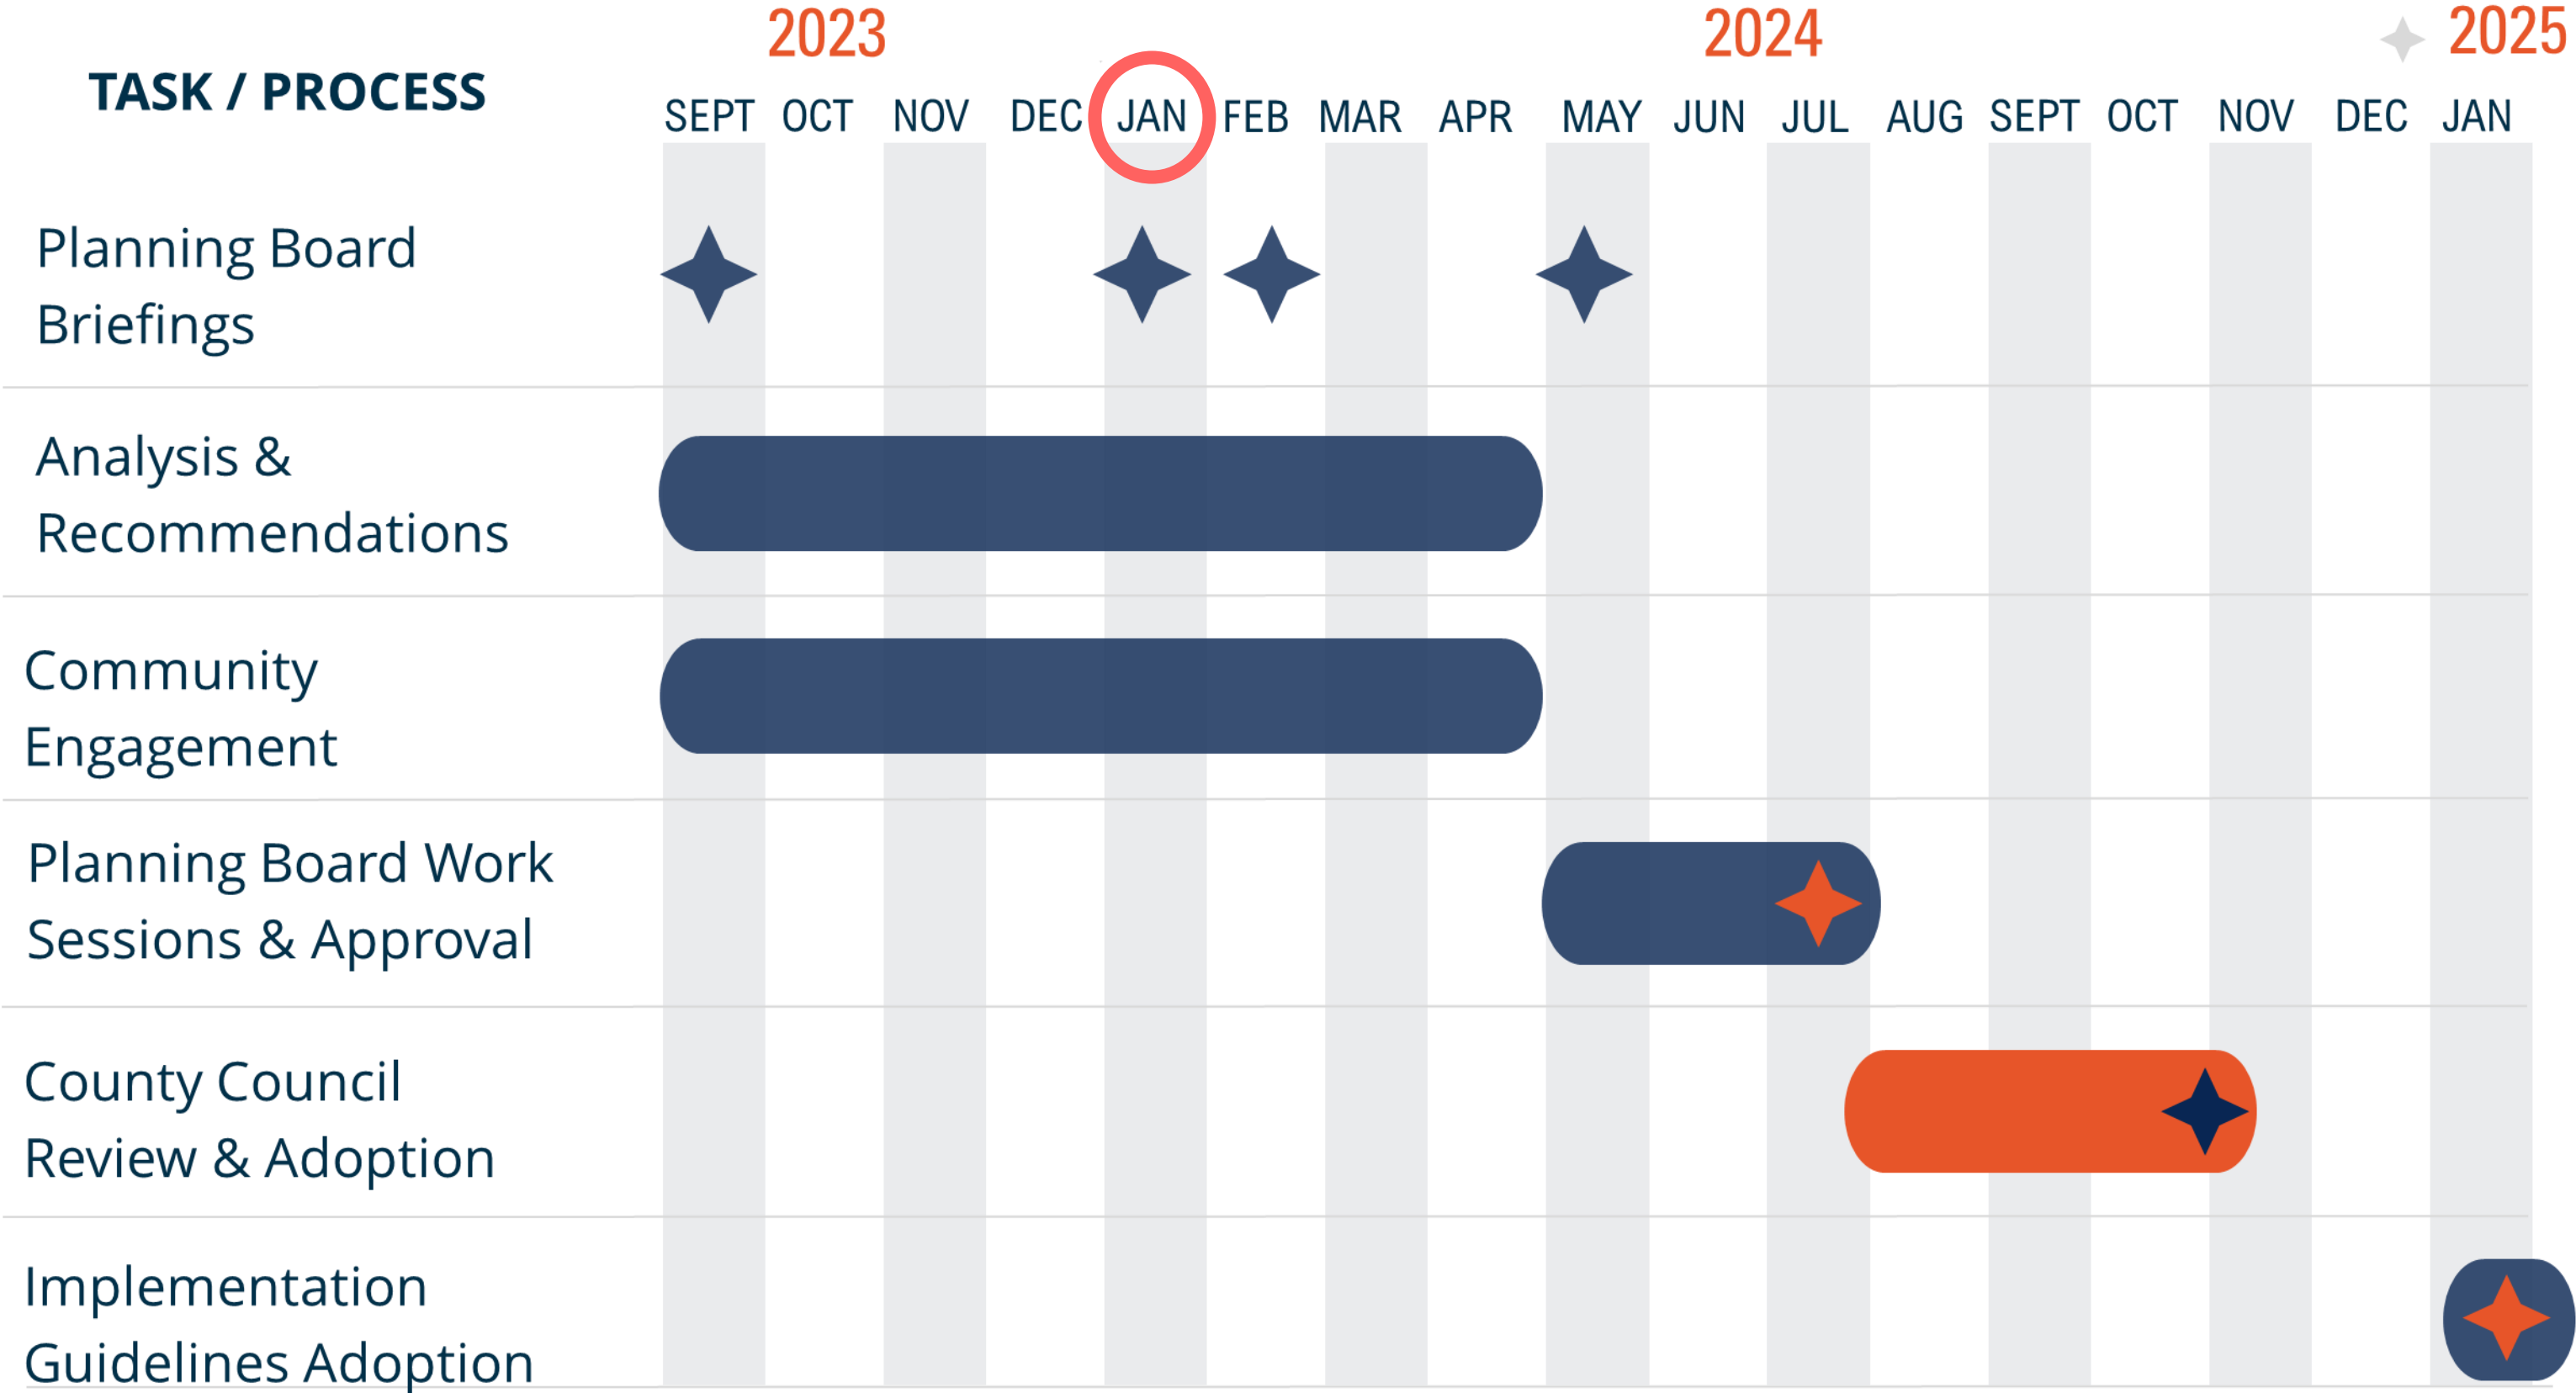 2023 2024 2025
TASK / PROCESS
SEPT OCT NOV DEC JAN FEB MAR APR MAY JUN JUL AUG SEPT OCT NOV DEC JAN
Planning Board
Briefings
Analysis &
Recommendations
Community
Engagement
Planning Board Work
Sessions & Approval
County Council
Review & Adoption
Implementation
Guidelines Adoption